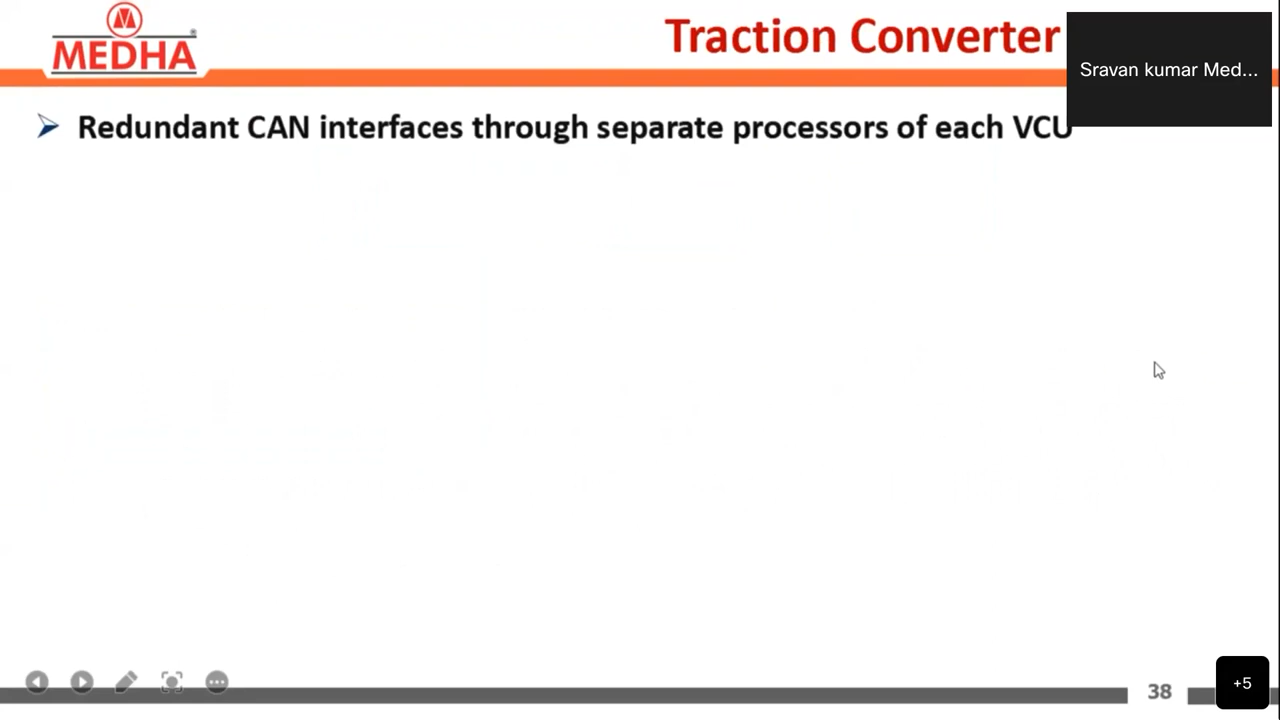 MEDHA
Traction Converter
Sravan kumar Med...
Redundant CAN interfaces through separate processors of each VCU
38
+5